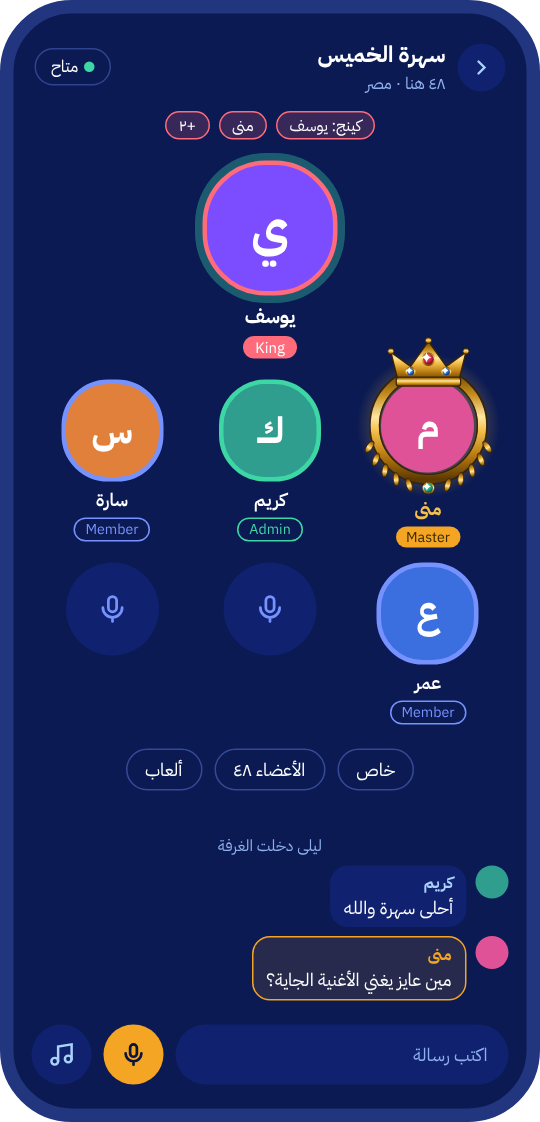 سهرة الخميس
٤٨ هنا · مصر
متاح
كينج: يوسف
منى
+٢
ي
يوسف
King
م
منى
Master
ك
كريم
Admin
س
سارة
Member
ع
عمر
Member
خاص
الأعضاء ٤٨
ألعاب
ليلى دخلت الغرفة
كريم
أحلى سهرة والله
منى
مين عايز يغني الأغنية الجاية؟
اكتب رسالة